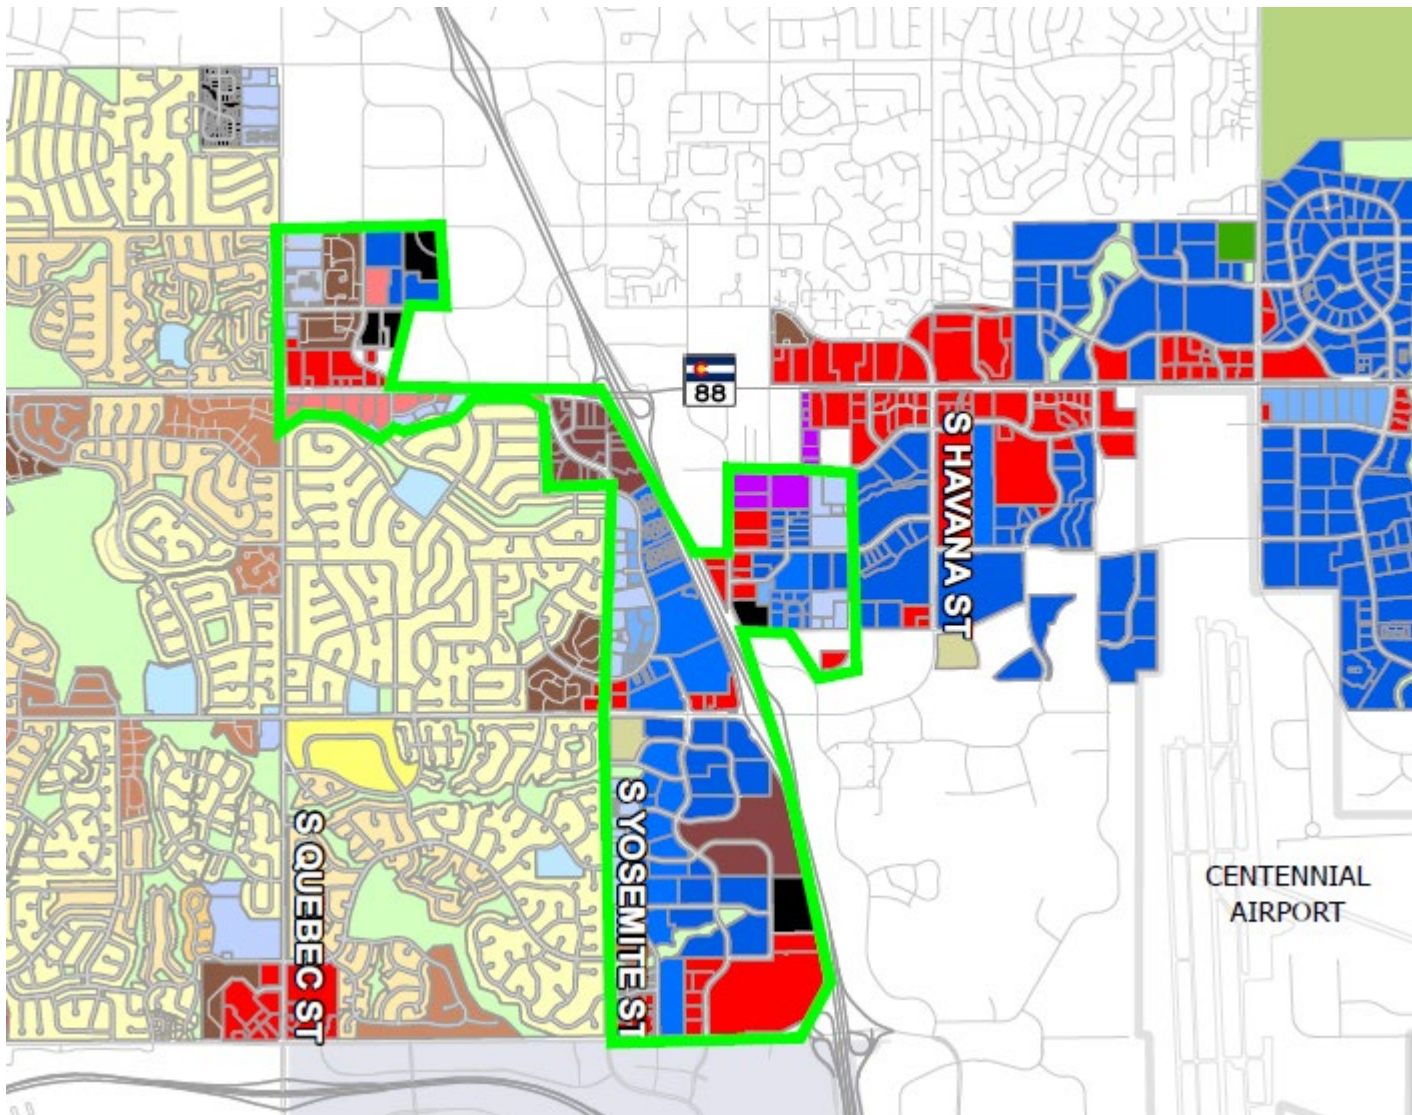 88
S HAVANA ST
S YOSEMITE ST
S QUEBEC ST
CENTENNIAL
AIRPORT